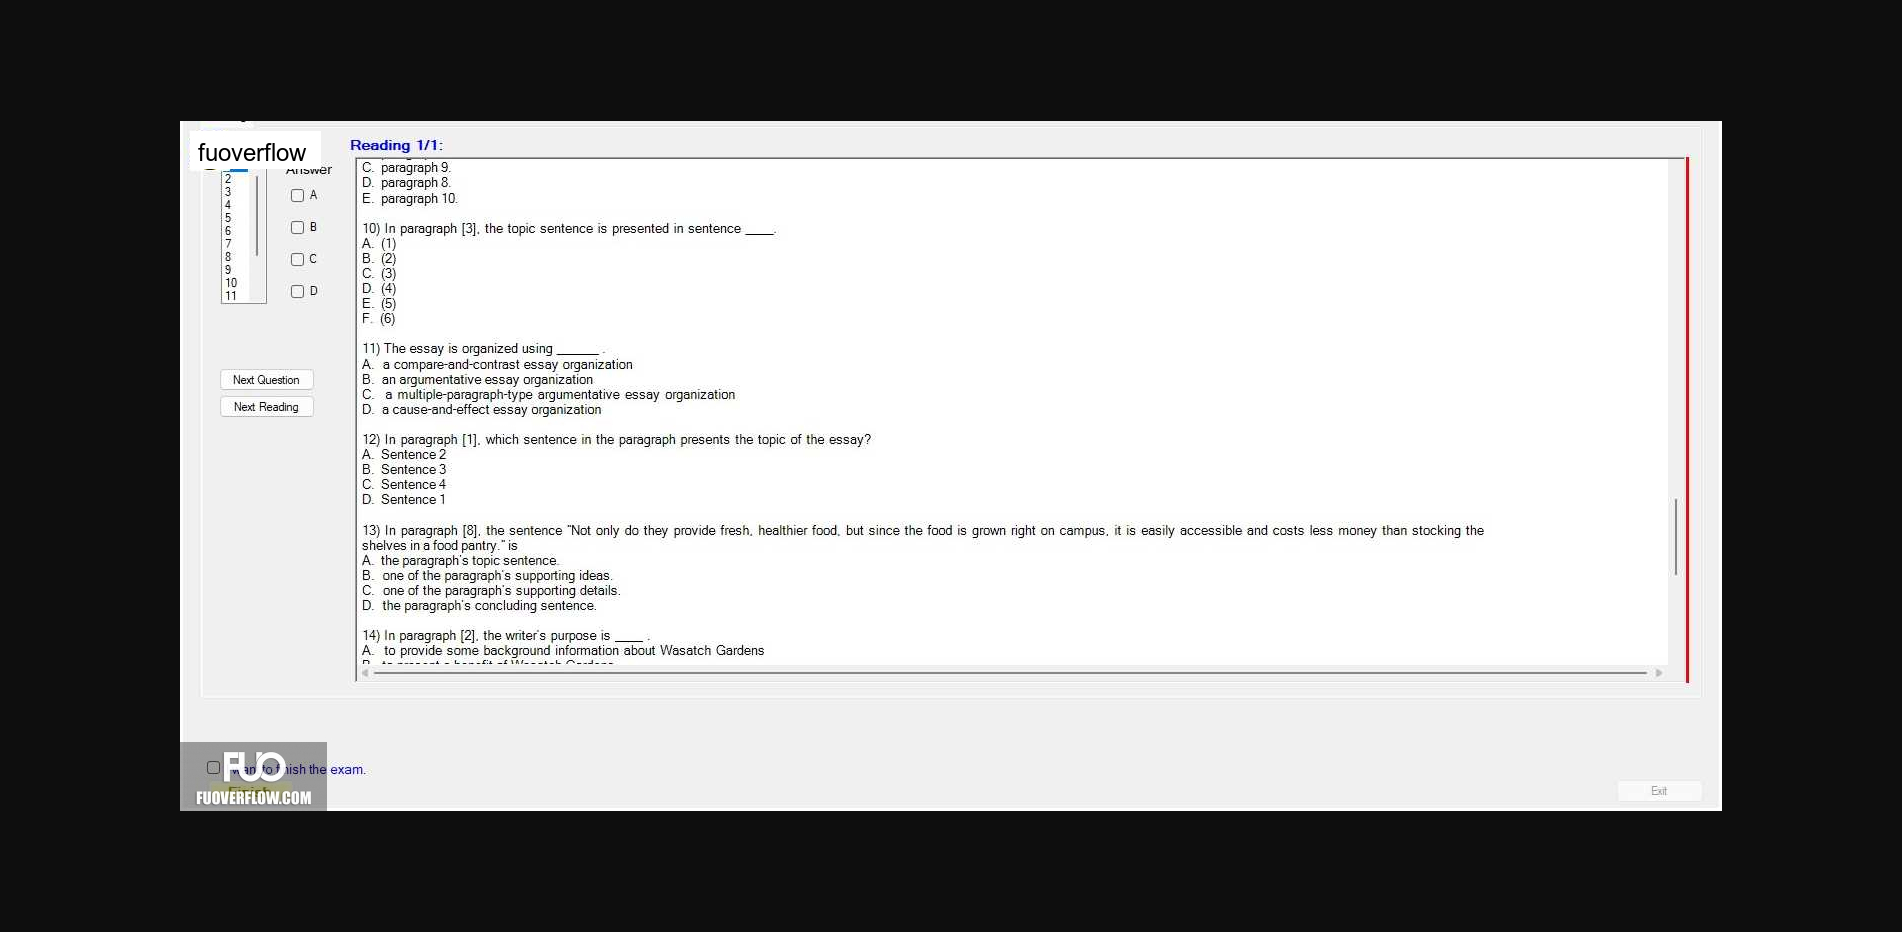 fuoverflow
Reading 1/1:
Answer
2
3
4
5
6
7
8
9
10
11
A
B
C
D
Next Question
Next Reading
C. paragraph 9.
D. paragraph 8.
E. paragraph 10.
10) In paragraph [3], the topic sentence is presented in sentence ____.
A. (1)
B. (2)
C. (3)
D. (4)
E. (5)
F. (6)
11) The essay is organized using ______ .
A. a compare-and-contrast essay organization
B. an argumentative essay organization
C. a multiple-paragraph-type argumentative essay organization
D. a cause-and-effect essay organization
12) In paragraph [1], which sentence in the paragraph presents the topic of the essay?
A. Sentence 2
B. Sentence 3
C. Sentence 4
D. Sentence 1
13) In paragraph [8], the sentence "Not only do they provide fresh, healthier food, but since the food is grown right on campus, it is easily accessible and costs less money than stocking the
shelves in a food pantry." is
A. the paragraph's topic sentence.
B. one of the paragraph's supporting ideas.
C. one of the paragraph's supporting details.
D. the paragraph's concluding sentence.
14) In paragraph [2], the writer's purpose is ____ .
A. to provide some background information about Wasatch Gardens
FUO
to finish the exam.
FUOVERFLOW.COM
Exit